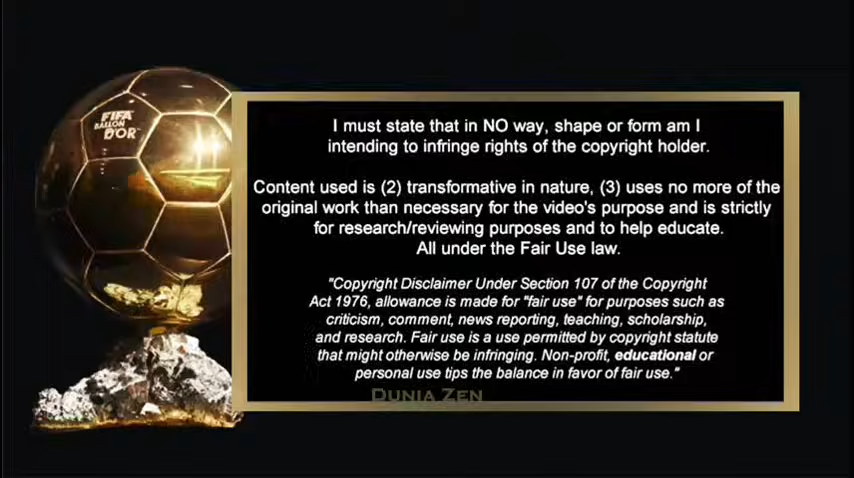 FIFA
BALLON
D'OR™
I must state that in NO way, shape or form am I
intending to infringe rights of the copyright holder.
Content used is (2) transformative in nature, (3) uses no more of the
original work than necessary for the video's purpose and is strictly
for research/reviewing purposes and to help educate.
All under the Fair Use law.
"Copyright Disclaimer Under Section 107 of the Copyright
Act 1976, allowance is made for "fair use" for purposes such as
criticism, comment, news reporting, teaching, scholarship,
and research. Fair use is a use permitted by copyright statute
that might otherwise be infringing. Non-profit, educational or
personal use tips the balance in favor of fair use."
DUNIA ZEN